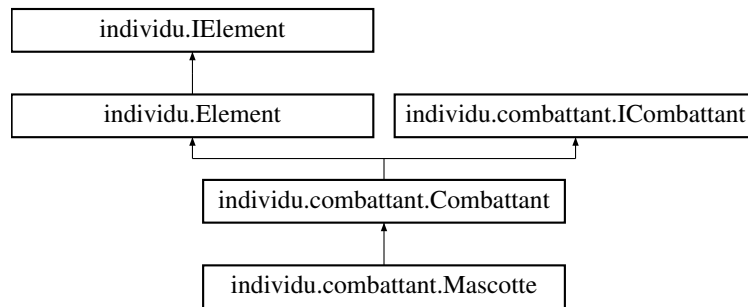 individu.IElement
individu.Element
individu.combattant.ICombattant
individu.combattant.Combattant
individu.combattant.Mascotte